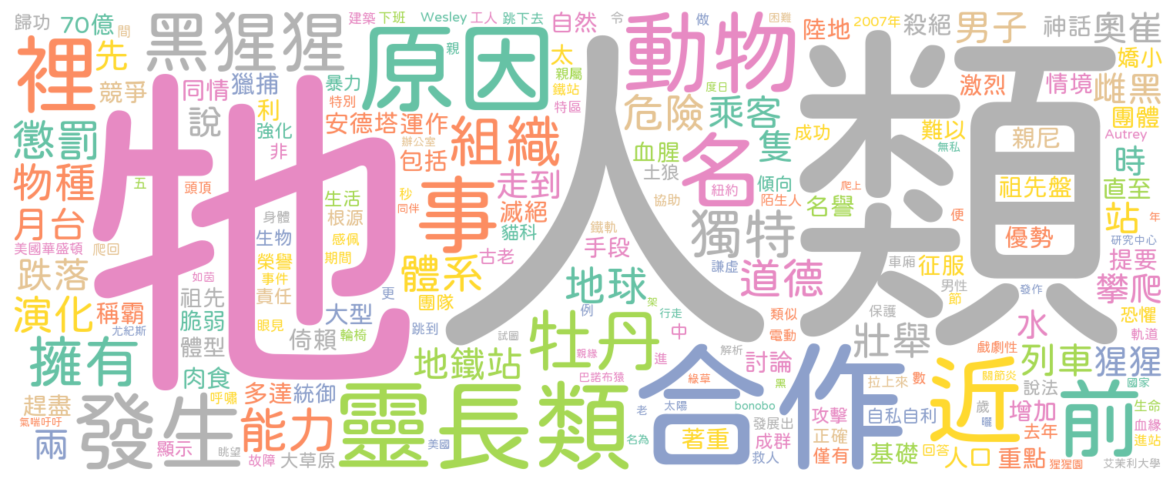 歸功 70億 間 黑猩猩 建築 下班 Wesley 工人 跳下去 自然 令 做 困難 2007年 殺絕 男子 神話 奧崔
裡 先 原因 親 太 動物 陸地 嬌小
競爭 同情 獵捕 暴力 親屬 度日 激烈 情境 雌黑
牠 人類 利 特別 鐵站 特區 危險 乘客 團體
說 強化 安德塔 運作 成功 難以 親尼 Autrey
懲罰 非 辦公室 組織 名 隻 無私 時
物種 五 頭頂 包括 血腥 土狼 紐約 傾向 爬上 祖先盤 直至
月台 生活 秒 同伴 事 走到 滅絕 協助 陌生人 名譽 便 站 年
美國華盛頓 爬回 身體 根源 感佩 貓科 古老 鐵軌 獨特 優勢 研究中心
跌落 如茵 生物 榮譽 期間 體系 手段 謙虛 車廂 征服 提要
演化 祖先 事件 責任 更 團隊 地球 道德 男性 節 攀爬
稱霸 尤紀斯 脆弱 眼見 輪椅 大型 跳到 例 架 行走 類似 保護 發作 恐懼
擁有 體型 倚賴 試圖 牡丹 中 電動 壯舉 水 軌道
肉食 地鐵站 親緣 進 討論 解析 戲劇性 列車 猩猩
趕盡 呼嘯 多達 統御 巴諾布猿 綠草 黑 合作 拉上來 數 近 關節炎 說法 國家 前
氣喘吁吁 發生 能力 靈長類 老 太陽 bonobo 攻擊 自私自利 歲 增加 生命
兩 顯示 眺望 故障 大草原 美國 名為 著重 發展出 成群 救人 正確 僅有 基礎 回答 人口 曬 去年 重點 猩猩園 血緣 進站 艾茉利大學